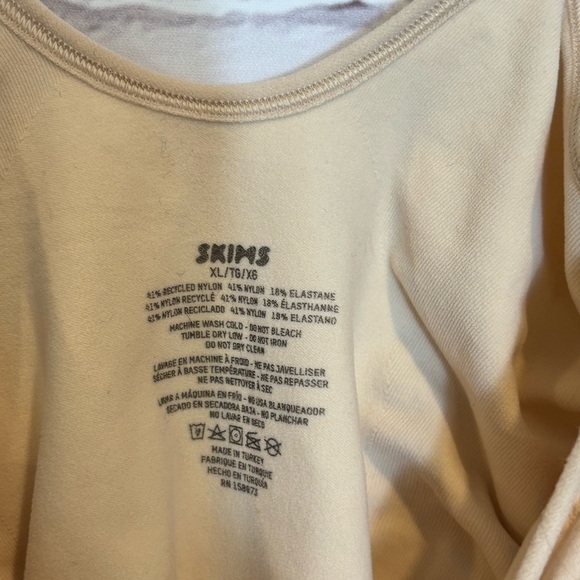 SKIMS
XL/TG/XG
41% RECYCLED NYLON 41% NYLON 18% ELASTANE
41% NYLON RECYCLÉ 41% NYLON 18% ÉLASTHANNE
41% NYLON RECICLADO 41% NYLON 18% ELASTANO
MACHINE WASH COLD - DO NOT BLEACH
TUMBLE DRY LOW - DO NOT IRON
DO NOT DRY CLEAN
LAVAGE EN MACHINE À FROID - NE PAS JAVELLISER
SÉCHER À BASSE TEMPÉRATURE - NE PAS REPASSER
NE PAS NETTOYER À SEC
LAVAR A MÁQUINA EN FRÍO - NO USA BLANQUEADOR
SECADO EN SECADORA BAJA - NO PLANCHAR
NO LAVAR EN SECO
MADE IN TURKEY
FABRIQUÉ EN TURQUIE
HECHO EN TURQUÍA
RN 158973